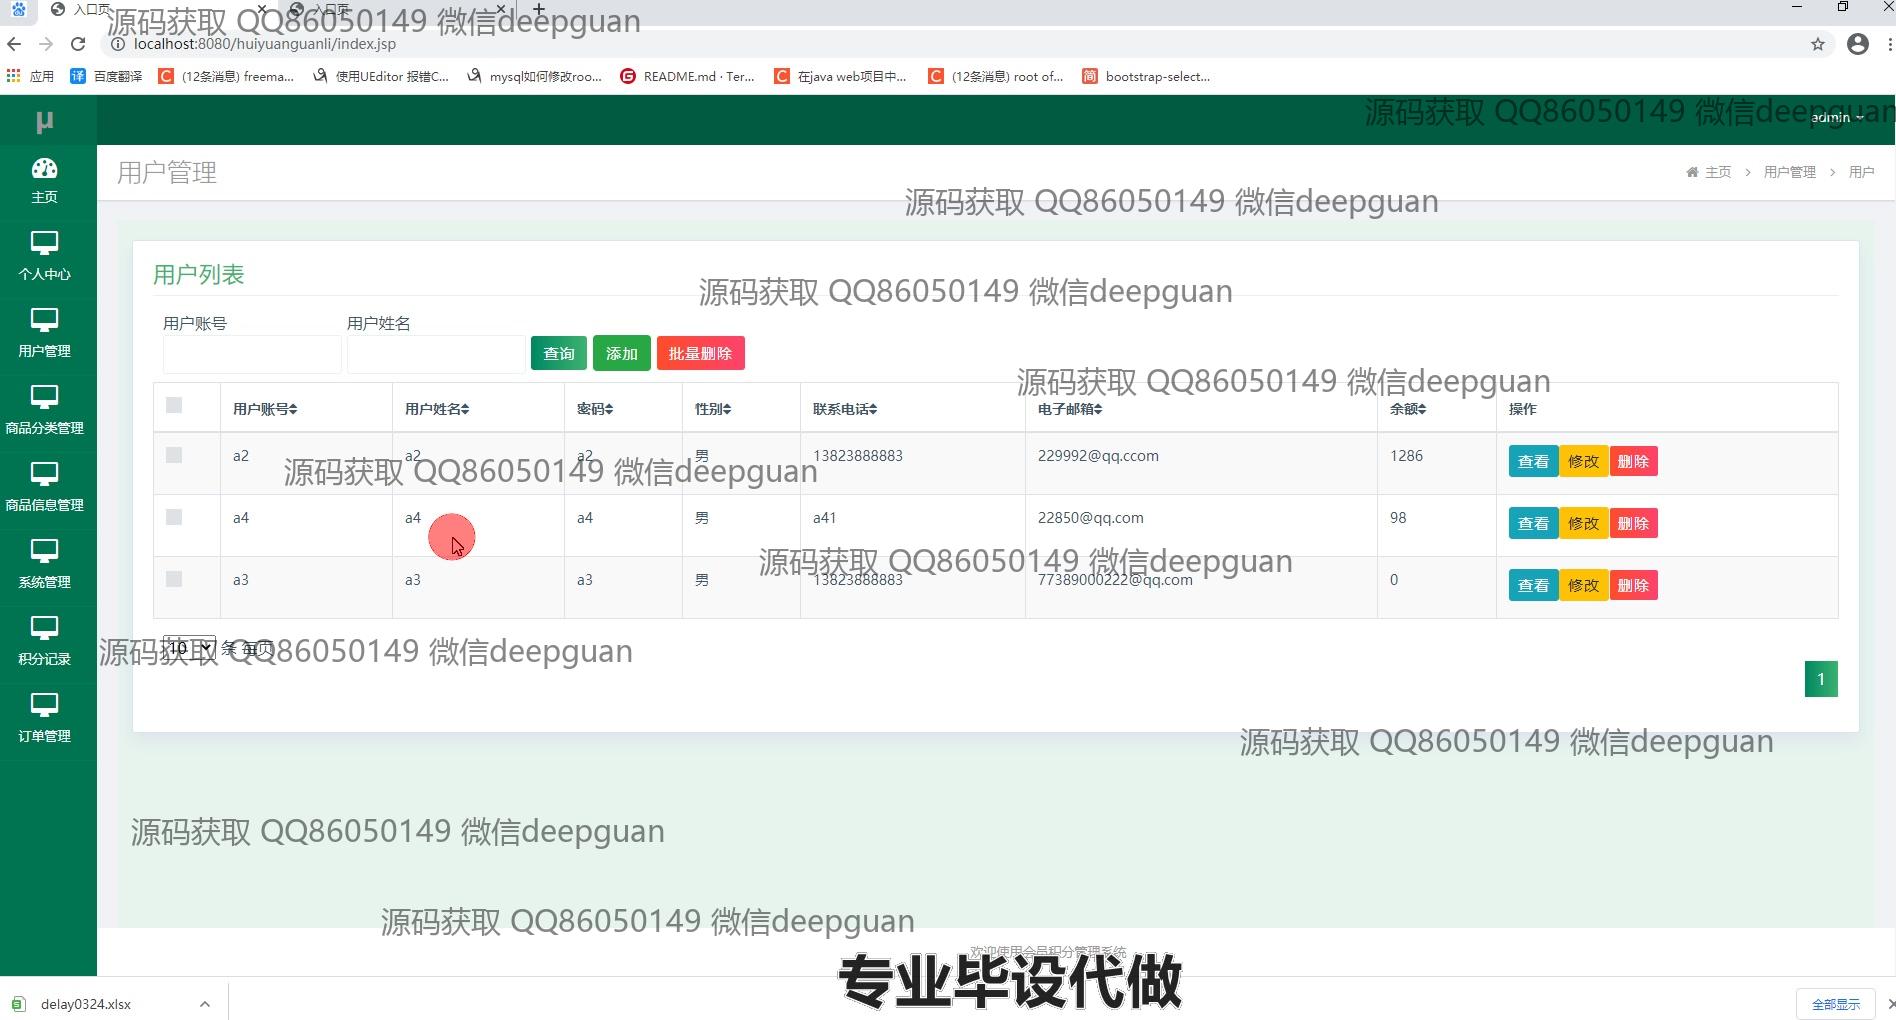 入口页
入口页
源码获取 QQ86050149 微信deepguan
localhost:8080/huiyuanguanli/index.jsp
应用
百度翻译
(12条消息) freema...
使用UEditor 报错C...
mysql如何修改roo...
README.md · Ter...
在java web项目中...
(12条消息) root of...
bootstrap-select...
μ
源码获取 QQ86050149 微信deepguan
admin
主页
用户管理
主页 > 用户管理 > 用户
源码获取 QQ86050149 微信deepguan
个人中心
用户列表
源码获取 QQ86050149 微信deepguan
用户账号 用户姓名
用户管理
查询 添加 批量删除
源码获取 QQ86050149 微信deepguan
商品分类管理
用户账号 用户姓名 密码 性别 联系电话 电子邮箱 余额 操作
a2 a2 a2 男 13823888883 229992@qq.ccom 1286 查看 修改 删除
源码获取 QQ86050149 微信deepguan
商品信息管理
a4 a4 a4 男 a41 22850@qq.com 98 查看 修改 删除
源码获取 QQ86050149 微信deepguan
系统管理
a3 a3 a3 男 13823888883 77389000222@qq.com 0 查看 修改 删除
10 条 每页
源码获取 QQ86050149 微信deepguan
积分记录
1
订单管理
源码获取 QQ86050149 微信deepguan
源码获取 QQ86050149 微信deepguan
源码获取 QQ86050149 微信deepguan
欢迎使用会员积分管理系统
专业毕设代做
delay0324.xlsx
全部显示